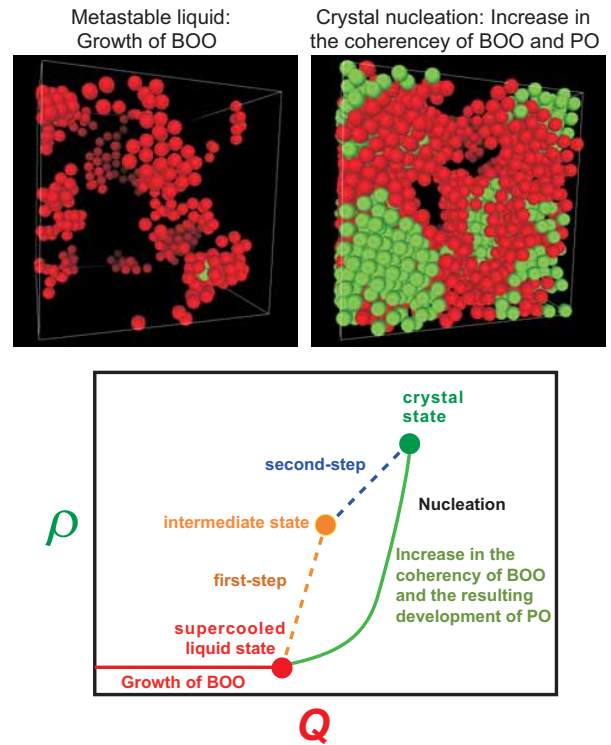 Metastable liquid:
Growth of BOO
Crystal nucleation: Increase in
the coherencey of BOO and PO
crystal
state
second-step
Nucleation
ρ
intermediate state
Increase in the
coherency of BOO
and the resulting
development of PO
first-step
supercooled
liquid state
Growth of BOO
Q